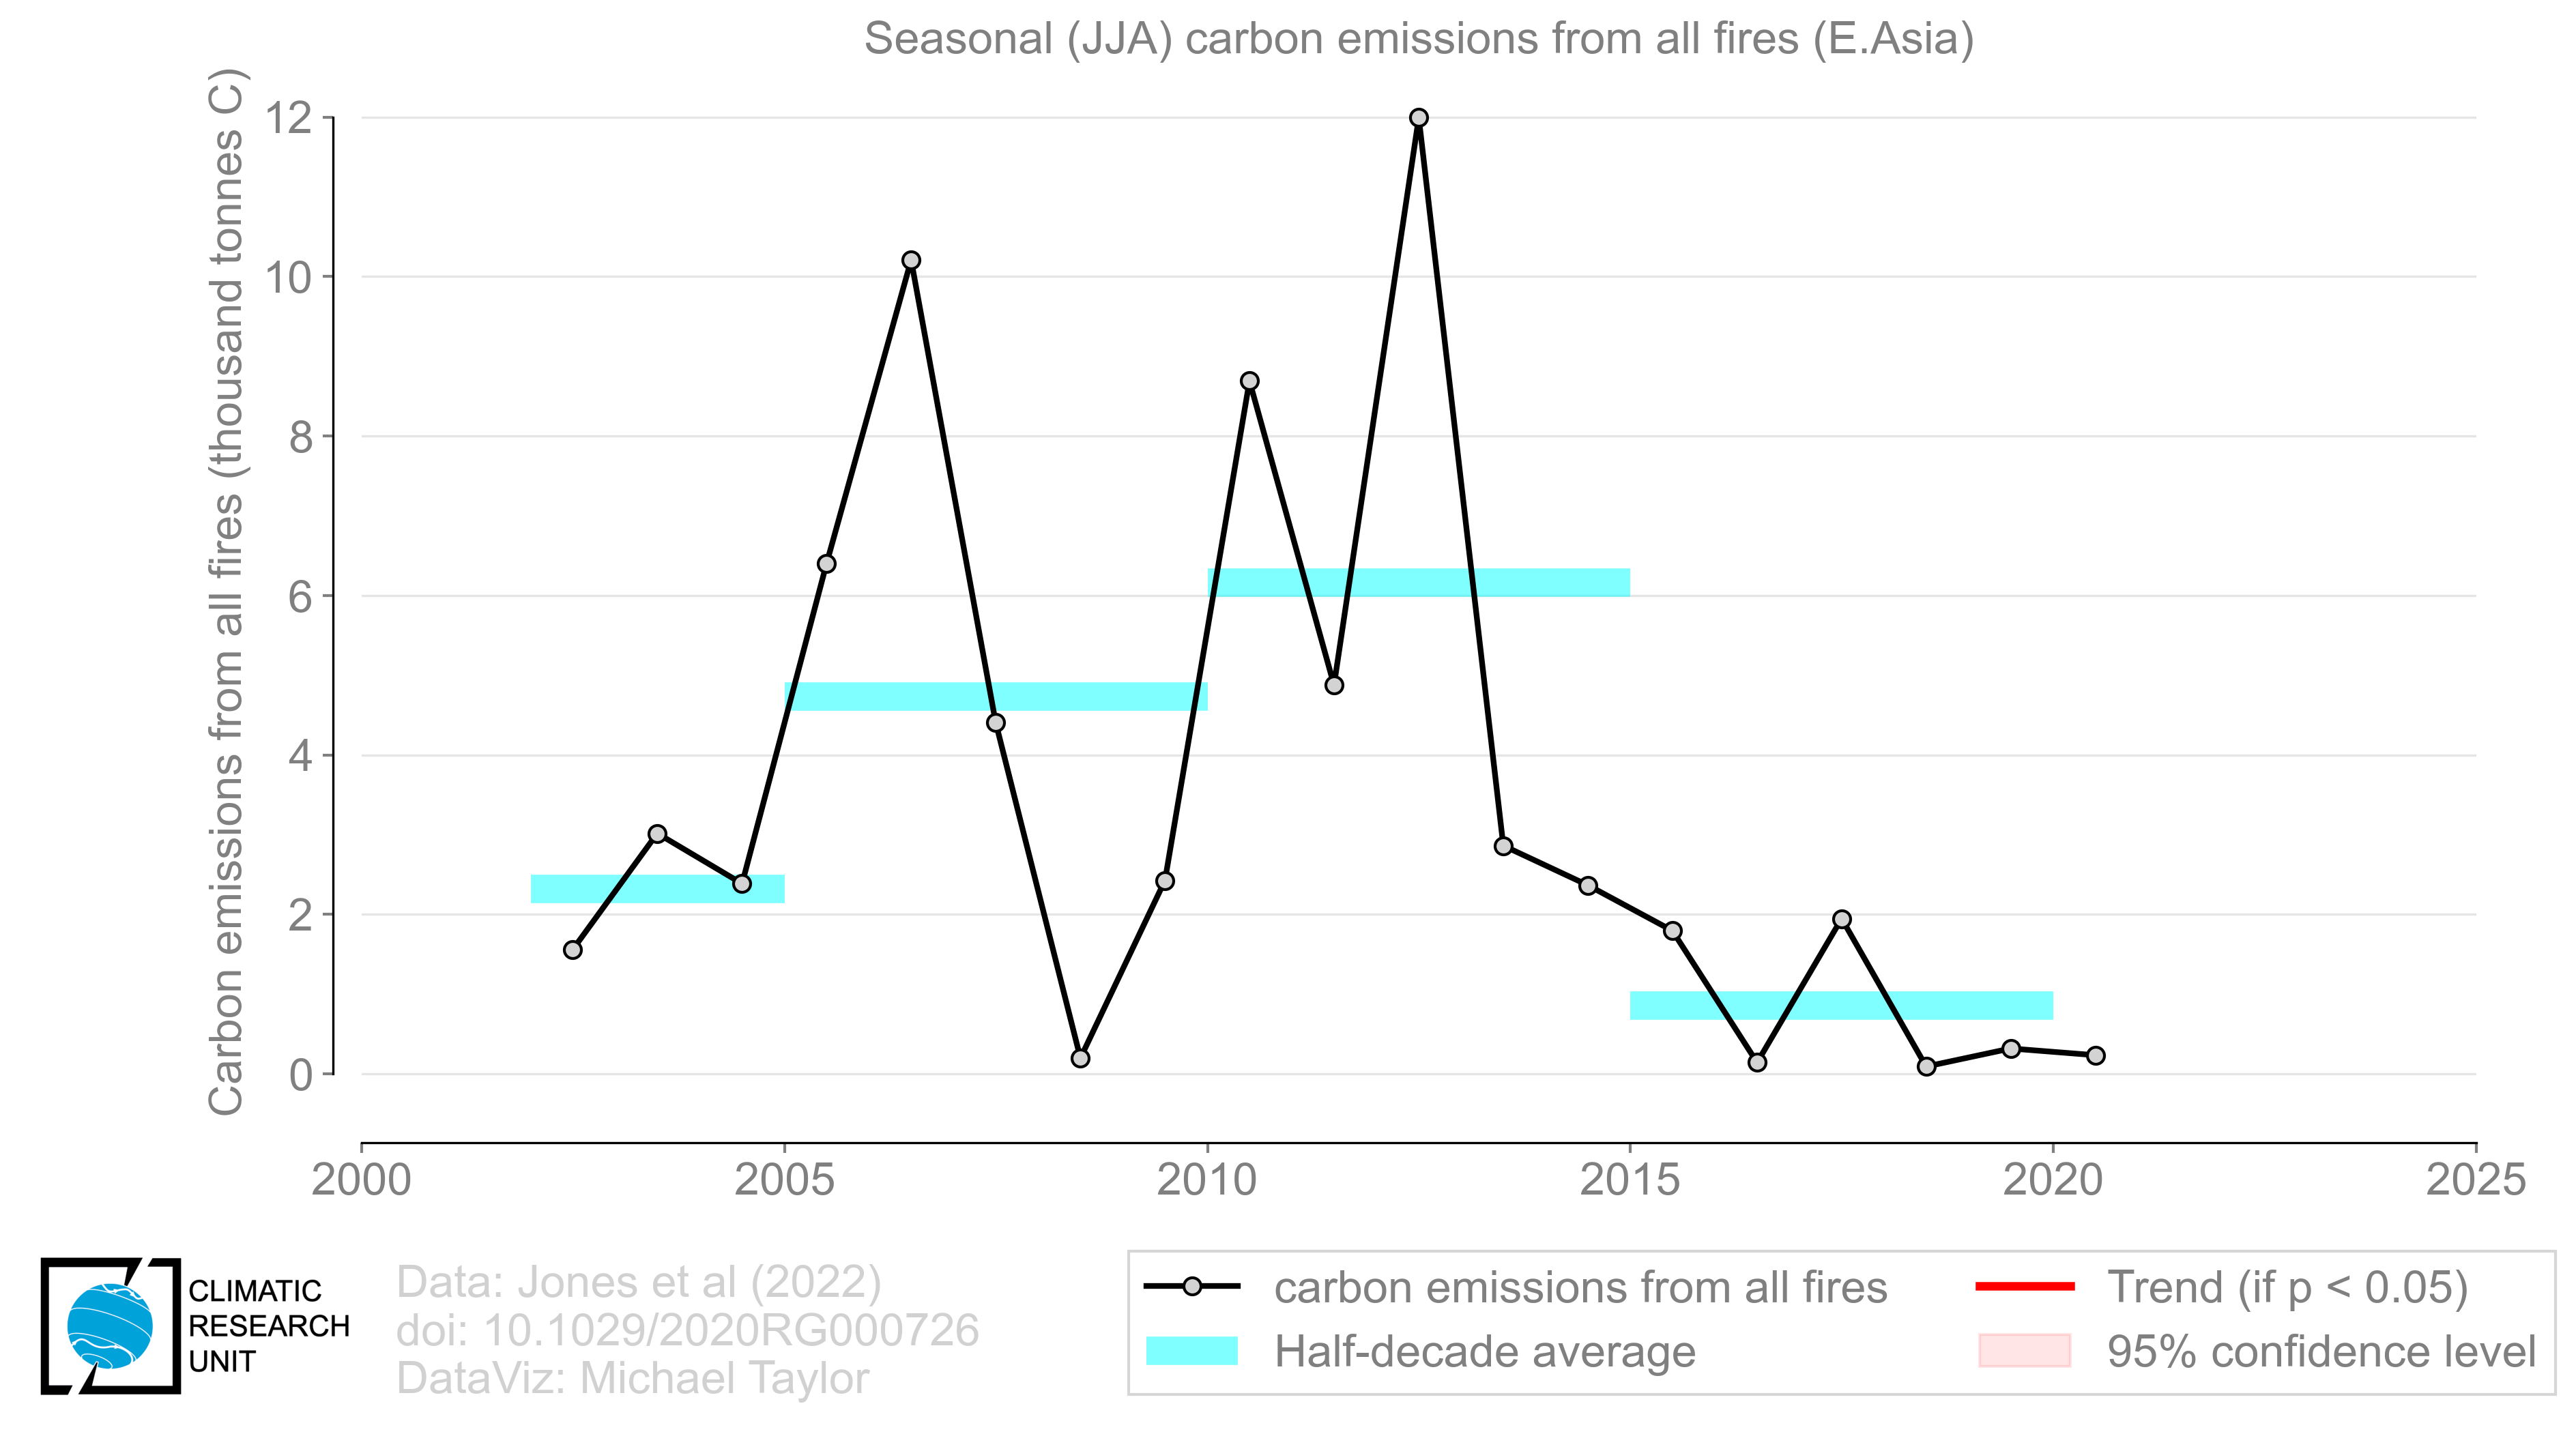 Seasonal (JJA) carbon emissions from all fires (E.Asia)
Carbon emissions from all fires (thousand tonnes C)
12
10
8
6
4
2
0
2000
2005
2010
2015
2020
2025
CLIMATIC
RESEARCH
UNIT
Data: Jones et al (2022)
doi: 10.1029/2020RG000726
DataViz: Michael Taylor
carbon emissions from all fires
Half-decade average
Trend (if p < 0.05)
95% confidence level